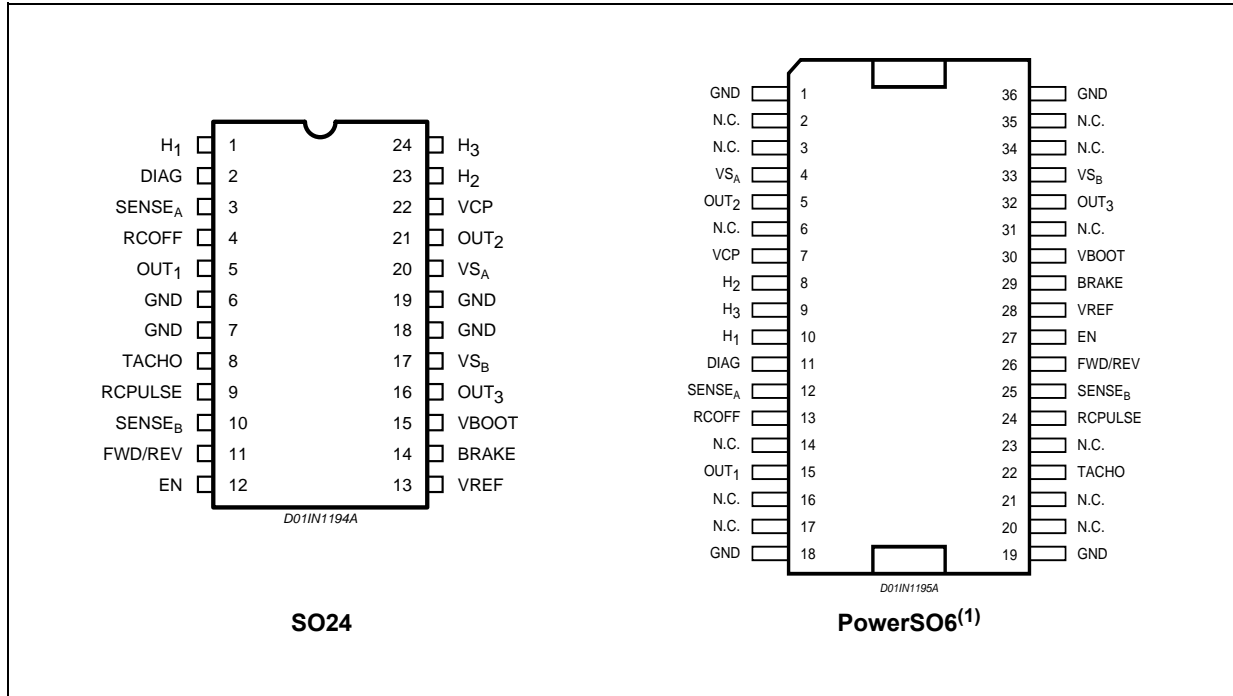 H1 1 24 H3
DIAG 2 23 H2
SENSEA 3 22 VCP
RCOFF 4 21 OUT2
OUT1 5 20 VSA
GND 6 19 GND
GND 7 18 GND
TACHO 8 17 VSB
RCPULSE 9 16 OUT3
SENSEB 10 15 VBOOT
FWD/REV 11 14 BRAKE
EN 12 13 VREF
D01IN1194A
SO24
GND 1 36 GND
N.C. 2 35 N.C.
N.C. 3 34 N.C.
VSA 4 33 VSB
OUT2 5 32 OUT3
N.C. 6 31 N.C.
VCP 7 30 VBOOT
H2 8 29 BRAKE
H3 9 28 VREF
H1 10 27 EN
DIAG 11 26 FWD/REV
SENSEA 12 25 SENSEB
RCOFF 13 24 RCPULSE
N.C. 14 23 N.C.
OUT1 15 22 TACHO
N.C. 16 21 N.C.
N.C. 17 20 N.C.
GND 18 19 GND
D01IN1195A
PowerSO6(1)